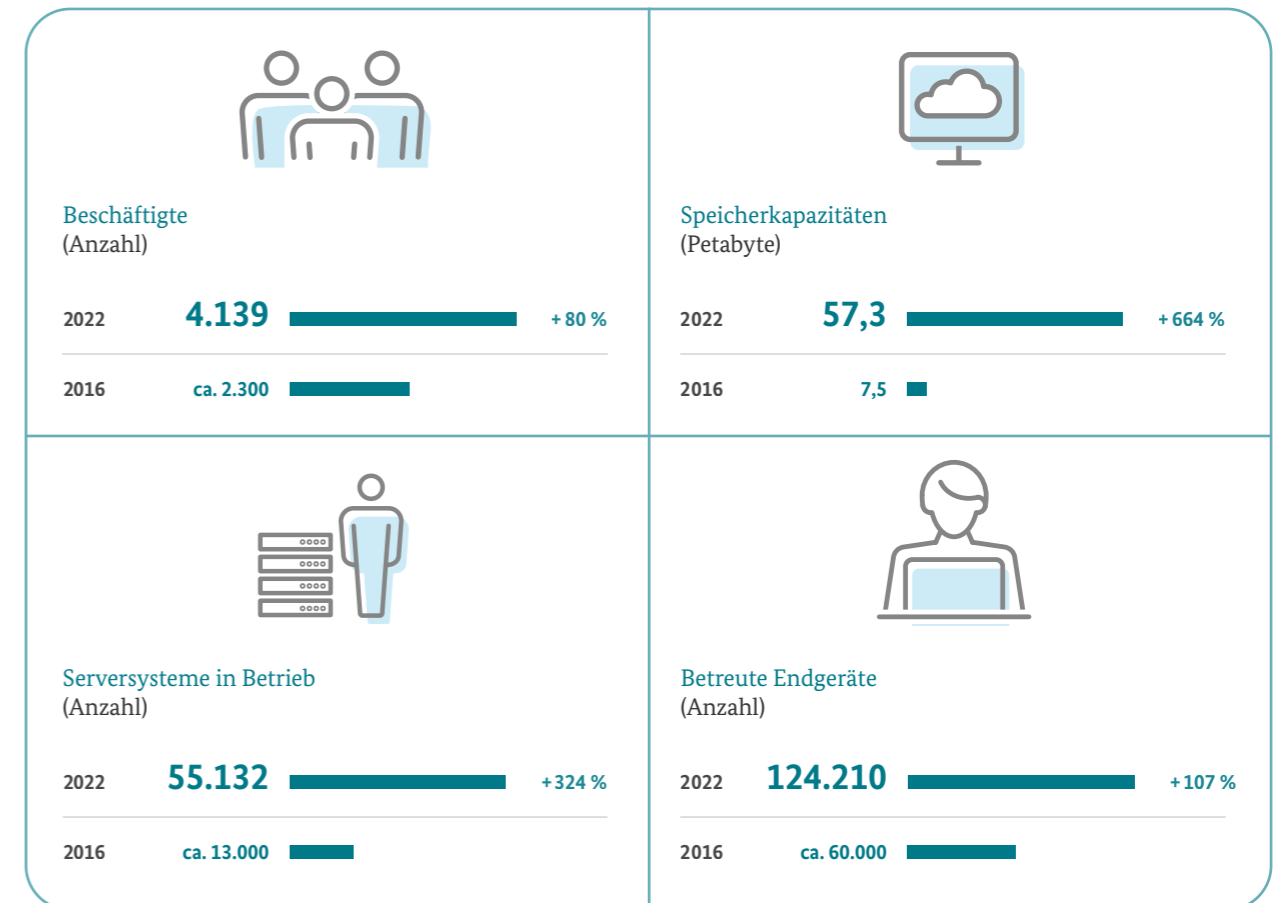 Beschäftigte
(Anzahl)
2022 4.139 + 80 %
2016 ca. 2.300
Speicherkapazitäten
(Petabyte)
2022 57,3 + 664 %
2016 7,5
Serversysteme in Betrieb
(Anzahl)
2022 55.132 + 324 %
2016 ca. 13.000
Betreute Endgeräte
(Anzahl)
2022 124.210 + 107 %
2016 ca. 60.000